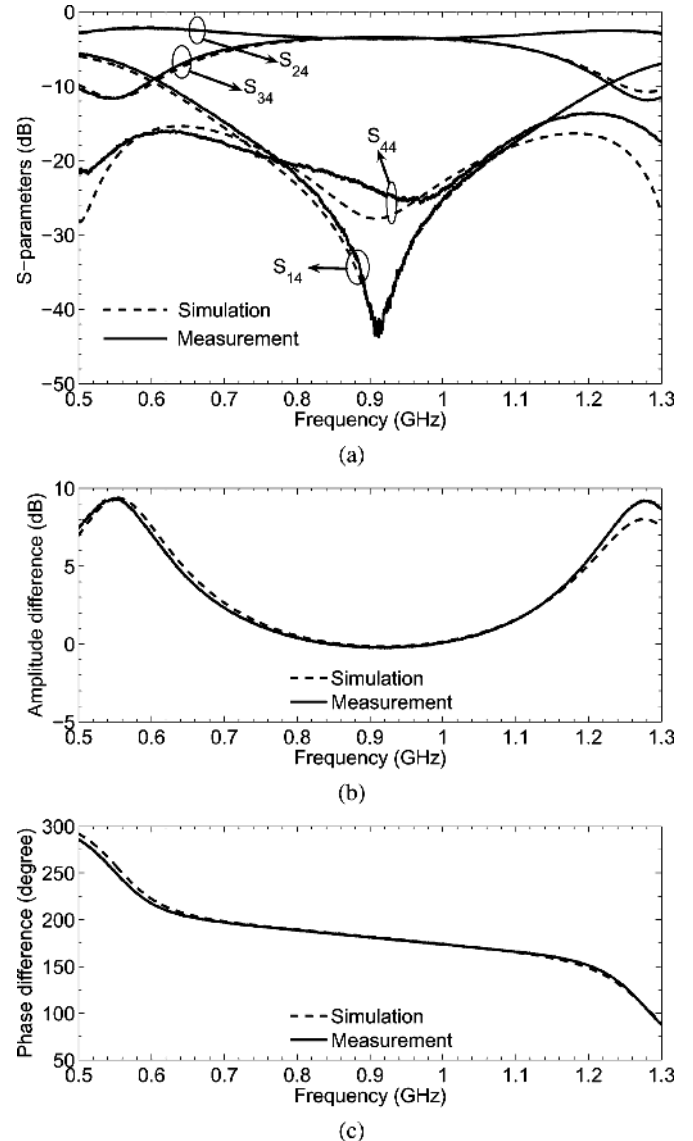 0
−10
−20
−30
−40
−50
S−parameters (dB)
S24
S34
S44
S14
Simulation
Measurement
0.5 0.6 0.7 0.8 0.9 1 1.1 1.2 1.3
Frequency (GHz)
(a)
10
5
0
−5
Amplitude difference (dB)
Simulation
Measurement
0.5 0.6 0.7 0.8 0.9 1 1.1 1.2 1.3
Frequency (GHz)
(b)
300
250
200
150
100
50
Phase difference (degree)
Simulation
Measurement
0.5 0.6 0.7 0.8 0.9 1 1.1 1.2 1.3
Frequency (GHz)
(c)